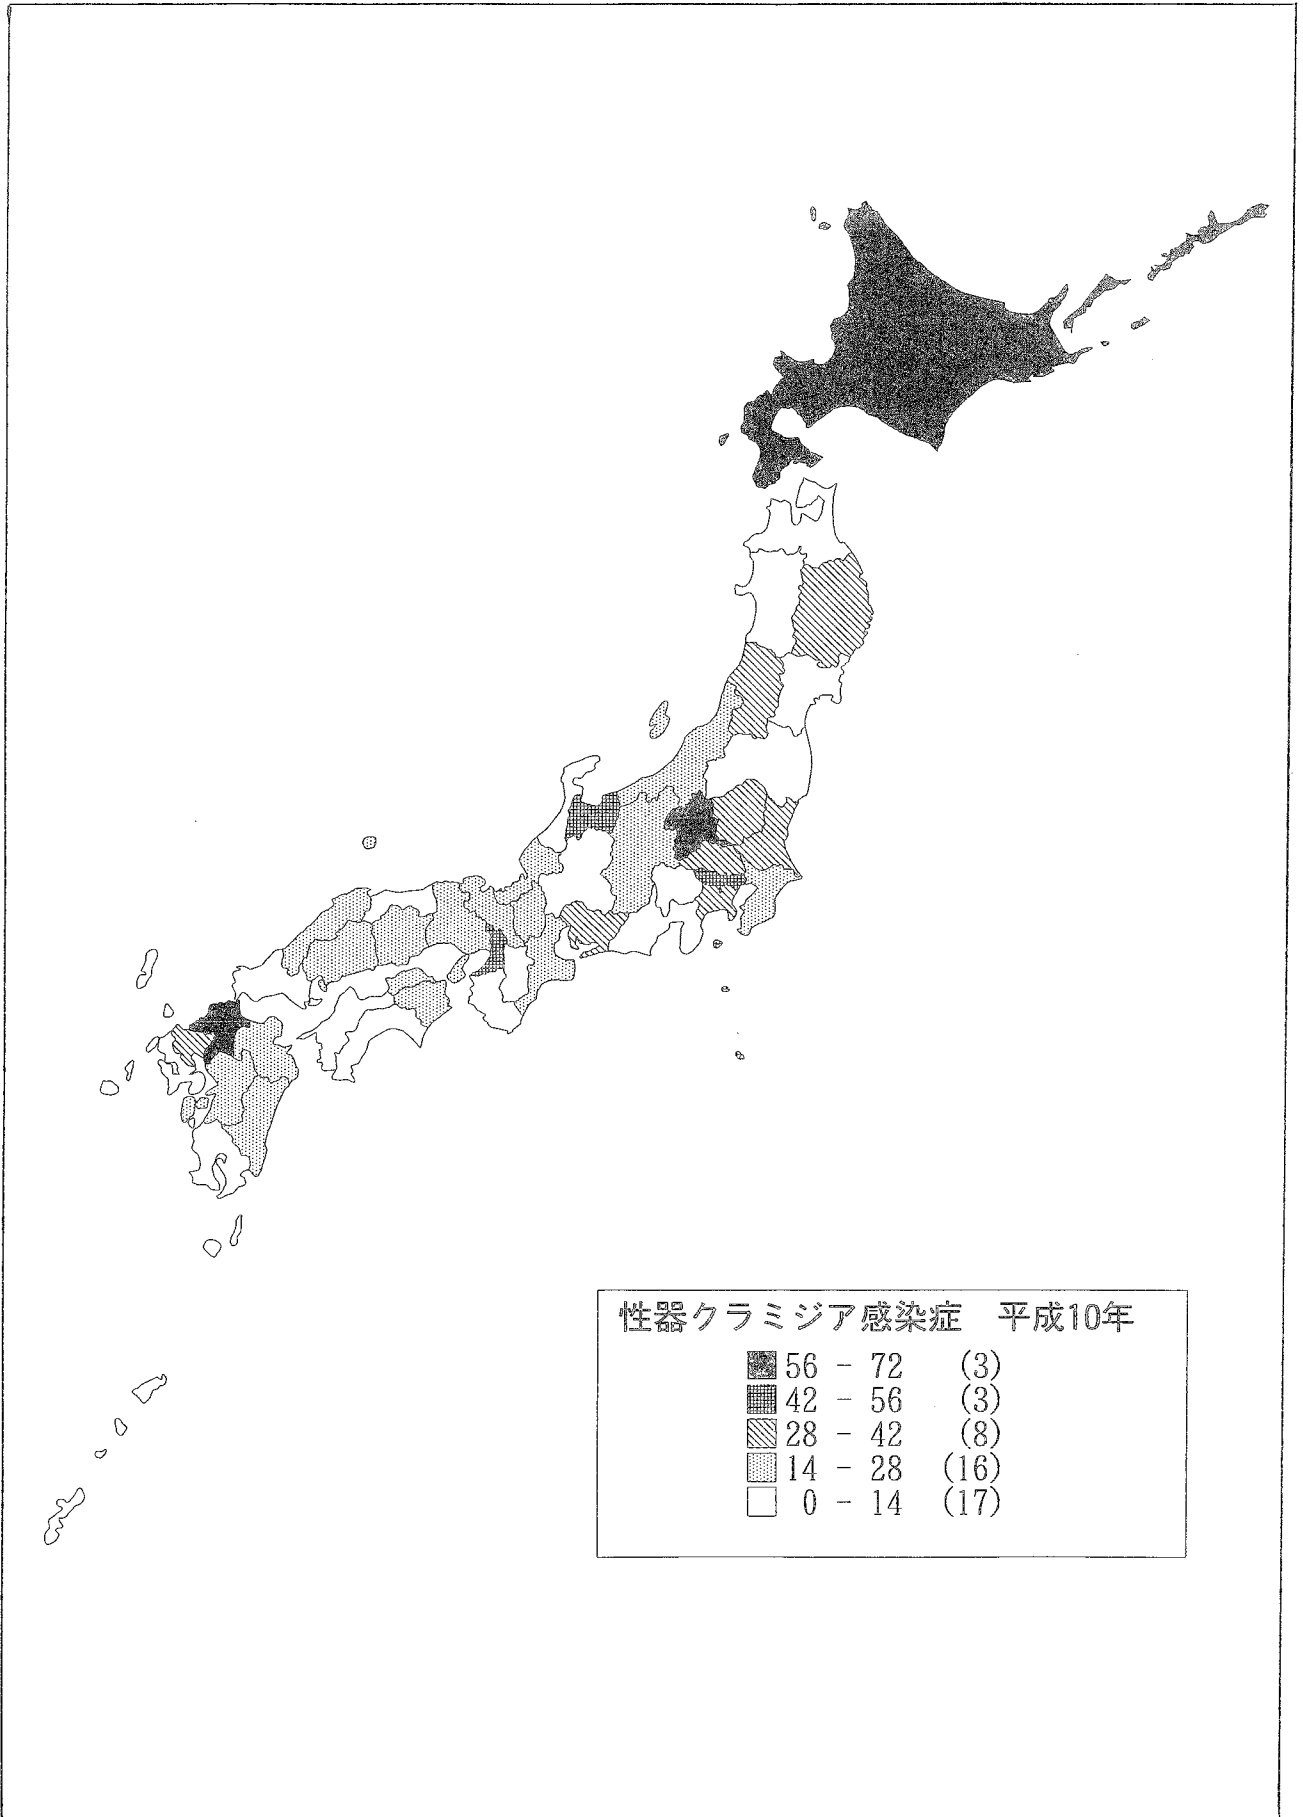 性器クラミジア感染症 平成10年
56 - 72 (3)
42 - 56 (3)
28 - 42 (8)
14 - 28 (16)
0 - 14 (17)